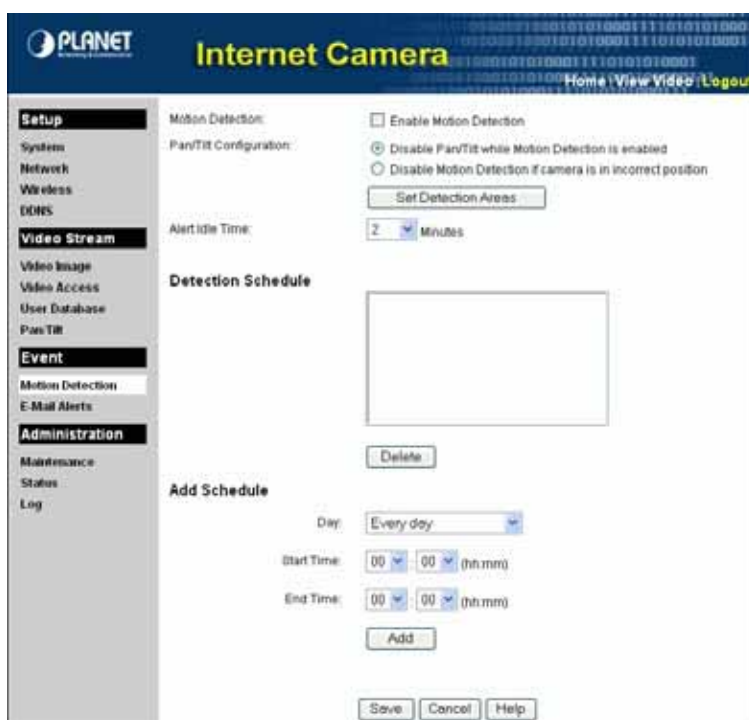 PLANET
Internet Camera
Home | View Video | Logout
Setup
System
Network
Wireless
DDNS
Video Stream
Video Image
Video Access
User Database
Pan/Tilt
Event
Motion Detection
E-Mail Alerts
Administration
Maintenance
Status
Log
Motion Detection:
Enable Motion Detection
Pan/Tilt Configuration:
Disable Pan/Tilt while Motion Detection is enabled
Disable Motion Detection if camera is in incorrect position
Set Detection Areas
Alert Idle Time:
2 Minutes
Detection Schedule
Delete
Add Schedule
Day: Every day
Start Time: 00 : 00 (hh:mm)
End Time: 00 : 00 (hh:mm)
Add
Save Cancel Help